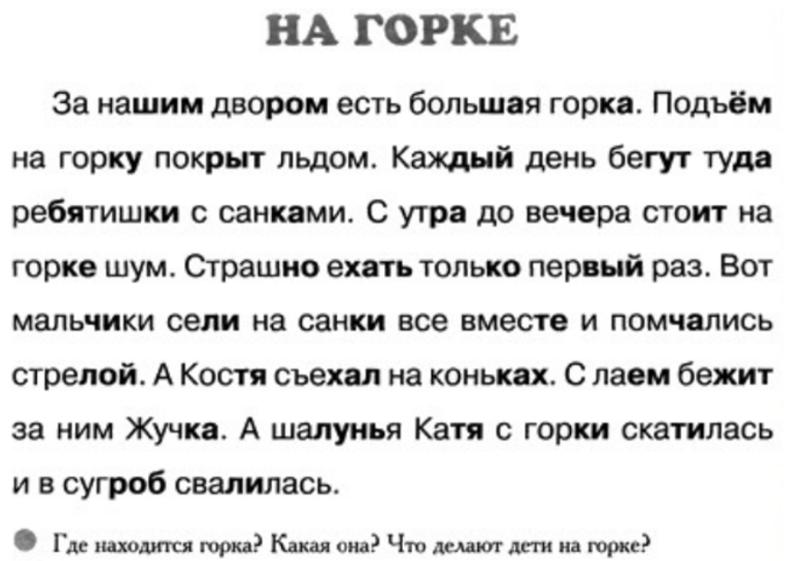 НА ГОРКЕ
За нашим двором есть большая горка. Подъём
на горку покрыт льдом. Каждый день бегут туда
ребятишки с санками. С утра до вечера стоит на
горке шум. Страшно ехать только первый раз. Вот
мальчики сели на санки все вместе и помчались
стрелой. А Костя съехал на коньках. С лаем бежит
за ним Жучка. А шалунья Катя с горки скатилась
и в сугроб свалилась.
Где находится горка? Какая она? Что делают дети на горке?